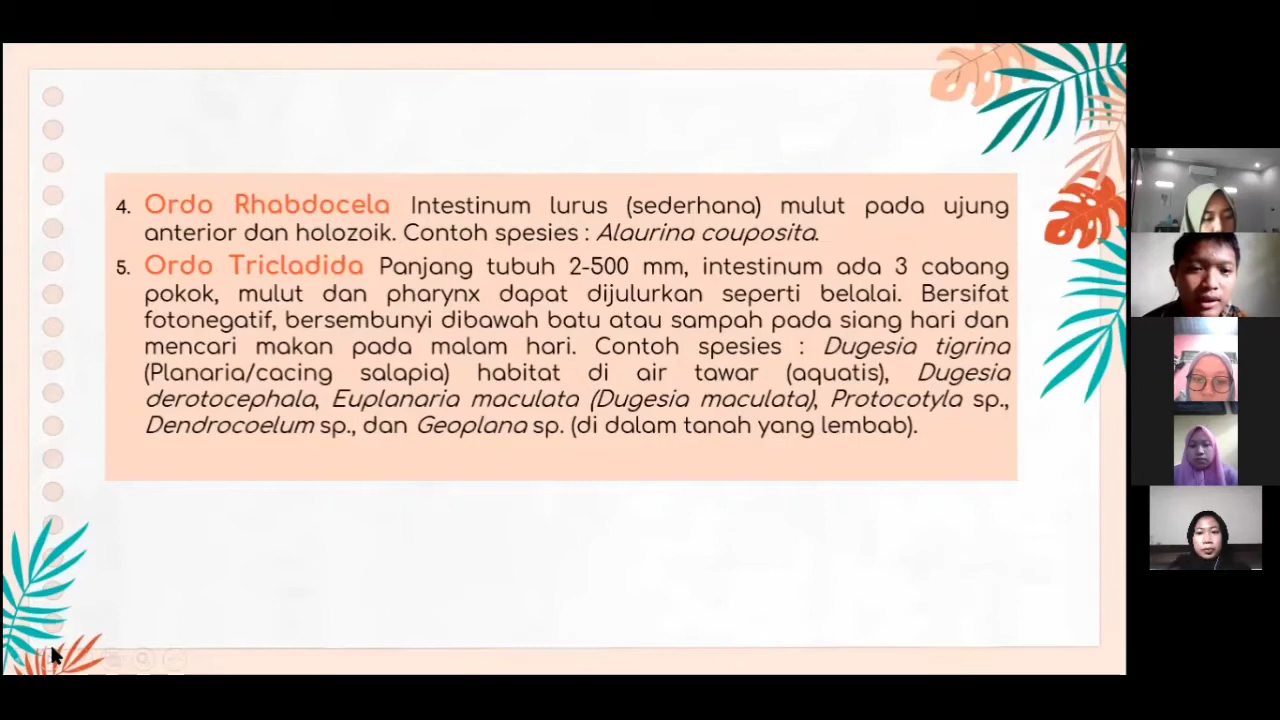 4. Ordo Rhabdocela Intestinum lurus (sederhana) mulut pada ujung
anterior dan holozoik. Contoh spesies : Alaurina couposita.
5. Ordo Tricladida Panjang tubuh 2-500 mm, intestinum ada 3 cabang
pokok, mulut dan pharynx dapat dijulurkan seperti belalai. Bersifat
fotonegatif, bersembunyi dibawah batu atau sampah pada siang hari dan
mencari makan pada malam hari. Contoh spesies : Dugesia tigrina
(Planaria/cacing salapia) habitat di air tawar (aquatis), Dugesia
derotocephala, Euplanaria maculata (Dugesia maculata), Protocotyla sp.,
Dendrocoelum sp., dan Geoplana sp. (di dalam tanah yang lembab).